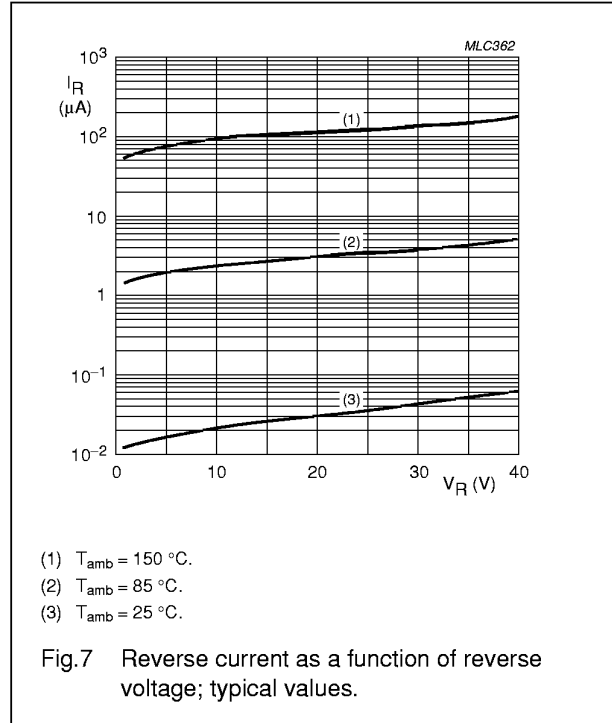 MLC362
10³
I_R
(µA)
(1)
10²
10
(2)
1
10⁻¹
(3)
10⁻²
0
10
20
30
V_R (V)
40
(1) T_amb = 150 °C.
(2) T_amb = 85 °C.
(3) T_amb = 25 °C.
Fig.7 Reverse current as a function of reverse
voltage; typical values.